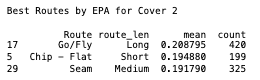 Best Routes by EPA for Cover 2
Route route_len mean count
17 Go/Fly Long 0.208795 420
5 Chip - Flat Short 0.194880 199
29 Seam Medium 0.191790 325